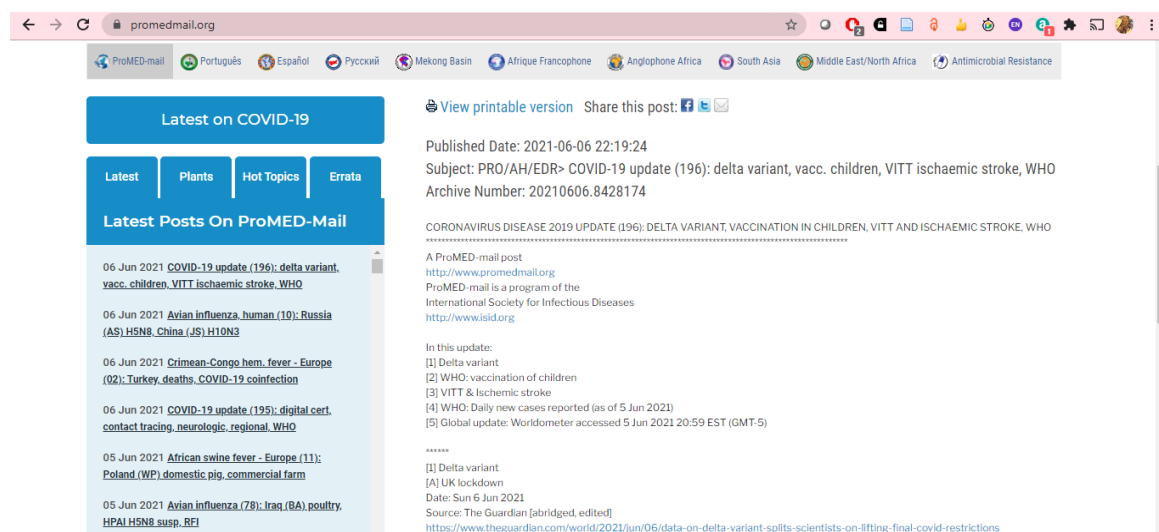 promedmail.org
ProMED-mail
Português
Español
Русский
Mekong Basin
Afrique Francophone
Anglophone Africa
South Asia
Middle East/North Africa
Antimicrobial Resistance
Latest on COVID-19
Latest
Plants
Hot Topics
Errata
Latest Posts On ProMED-Mail
06 Jun 2021 COVID-19 update (196): delta variant,
vacc. children, VITT ischaemic stroke, WHO
06 Jun 2021 Avian influenza, human (10): Russia
(AS) H5N8, China (JS) H10N3
06 Jun 2021 Crimean-Congo hem. fever - Europe
(02): Turkey, deaths, COVID-19 coinfection
06 Jun 2021 COVID-19 update (195): digital cert,
contact tracing, neurologic, regional, WHO
05 Jun 2021 African swine fever - Europe (11):
Poland (WP) domestic pig, commercial farm
05 Jun 2021 Avian influenza (78): Iraq (BA) poultry,
HPAI H5N8 susp, RFI
View printable version Share this post:
Published Date: 2021-06-06 22:19:24
Subject: PRO/AH/EDR> COVID-19 update (196): delta variant, vacc. children, VITT ischaemic stroke, WHO
Archive Number: 20210606.8428174
CORONAVIRUS DISEASE 2019 UPDATE (196): DELTA VARIANT, VACCINATION IN CHILDREN, VITT AND ISCHAEMIC STROKE, WHO
A ProMED-mail post
http://www.promedmail.org
ProMED-mail is a program of the
International Society for Infectious Diseases
http://www.isid.org
In this update:
[1] Delta variant
[2] WHO: vaccination of children
[3] VITT & Ischemic stroke
[4] WHO: Daily new cases reported (as of 5 Jun 2021)
[5] Global update: Worldometer accessed 5 Jun 2021 20:59 EST (GMT-5)
******
[1] Delta variant
[A] UK lockdown
Date: Sun 6 Jun 2021
Source: The Guardian [abridged, edited]
https://www.theguardian.com/world/2021/jun/06/data-on-delta-variant-splits-scientists-on-lifting-final-covid-restrictions